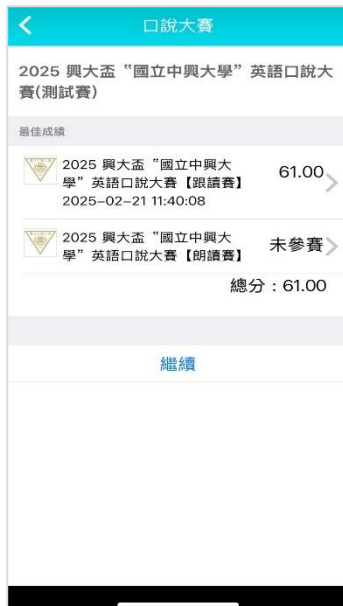 口說大賽
2025 興大盃 “國立中興大學” 英語口說大
賽(測試賽)
最佳成績
2025 興大盃 “國立中興大
學” 英語口說大賽【跟讀賽】
2025-02-21 11:40:08
61.00
2025 興大盃 “國立中興大
學” 英語口說大賽【朗讀賽】
未參賽
總分：61.00
繼續